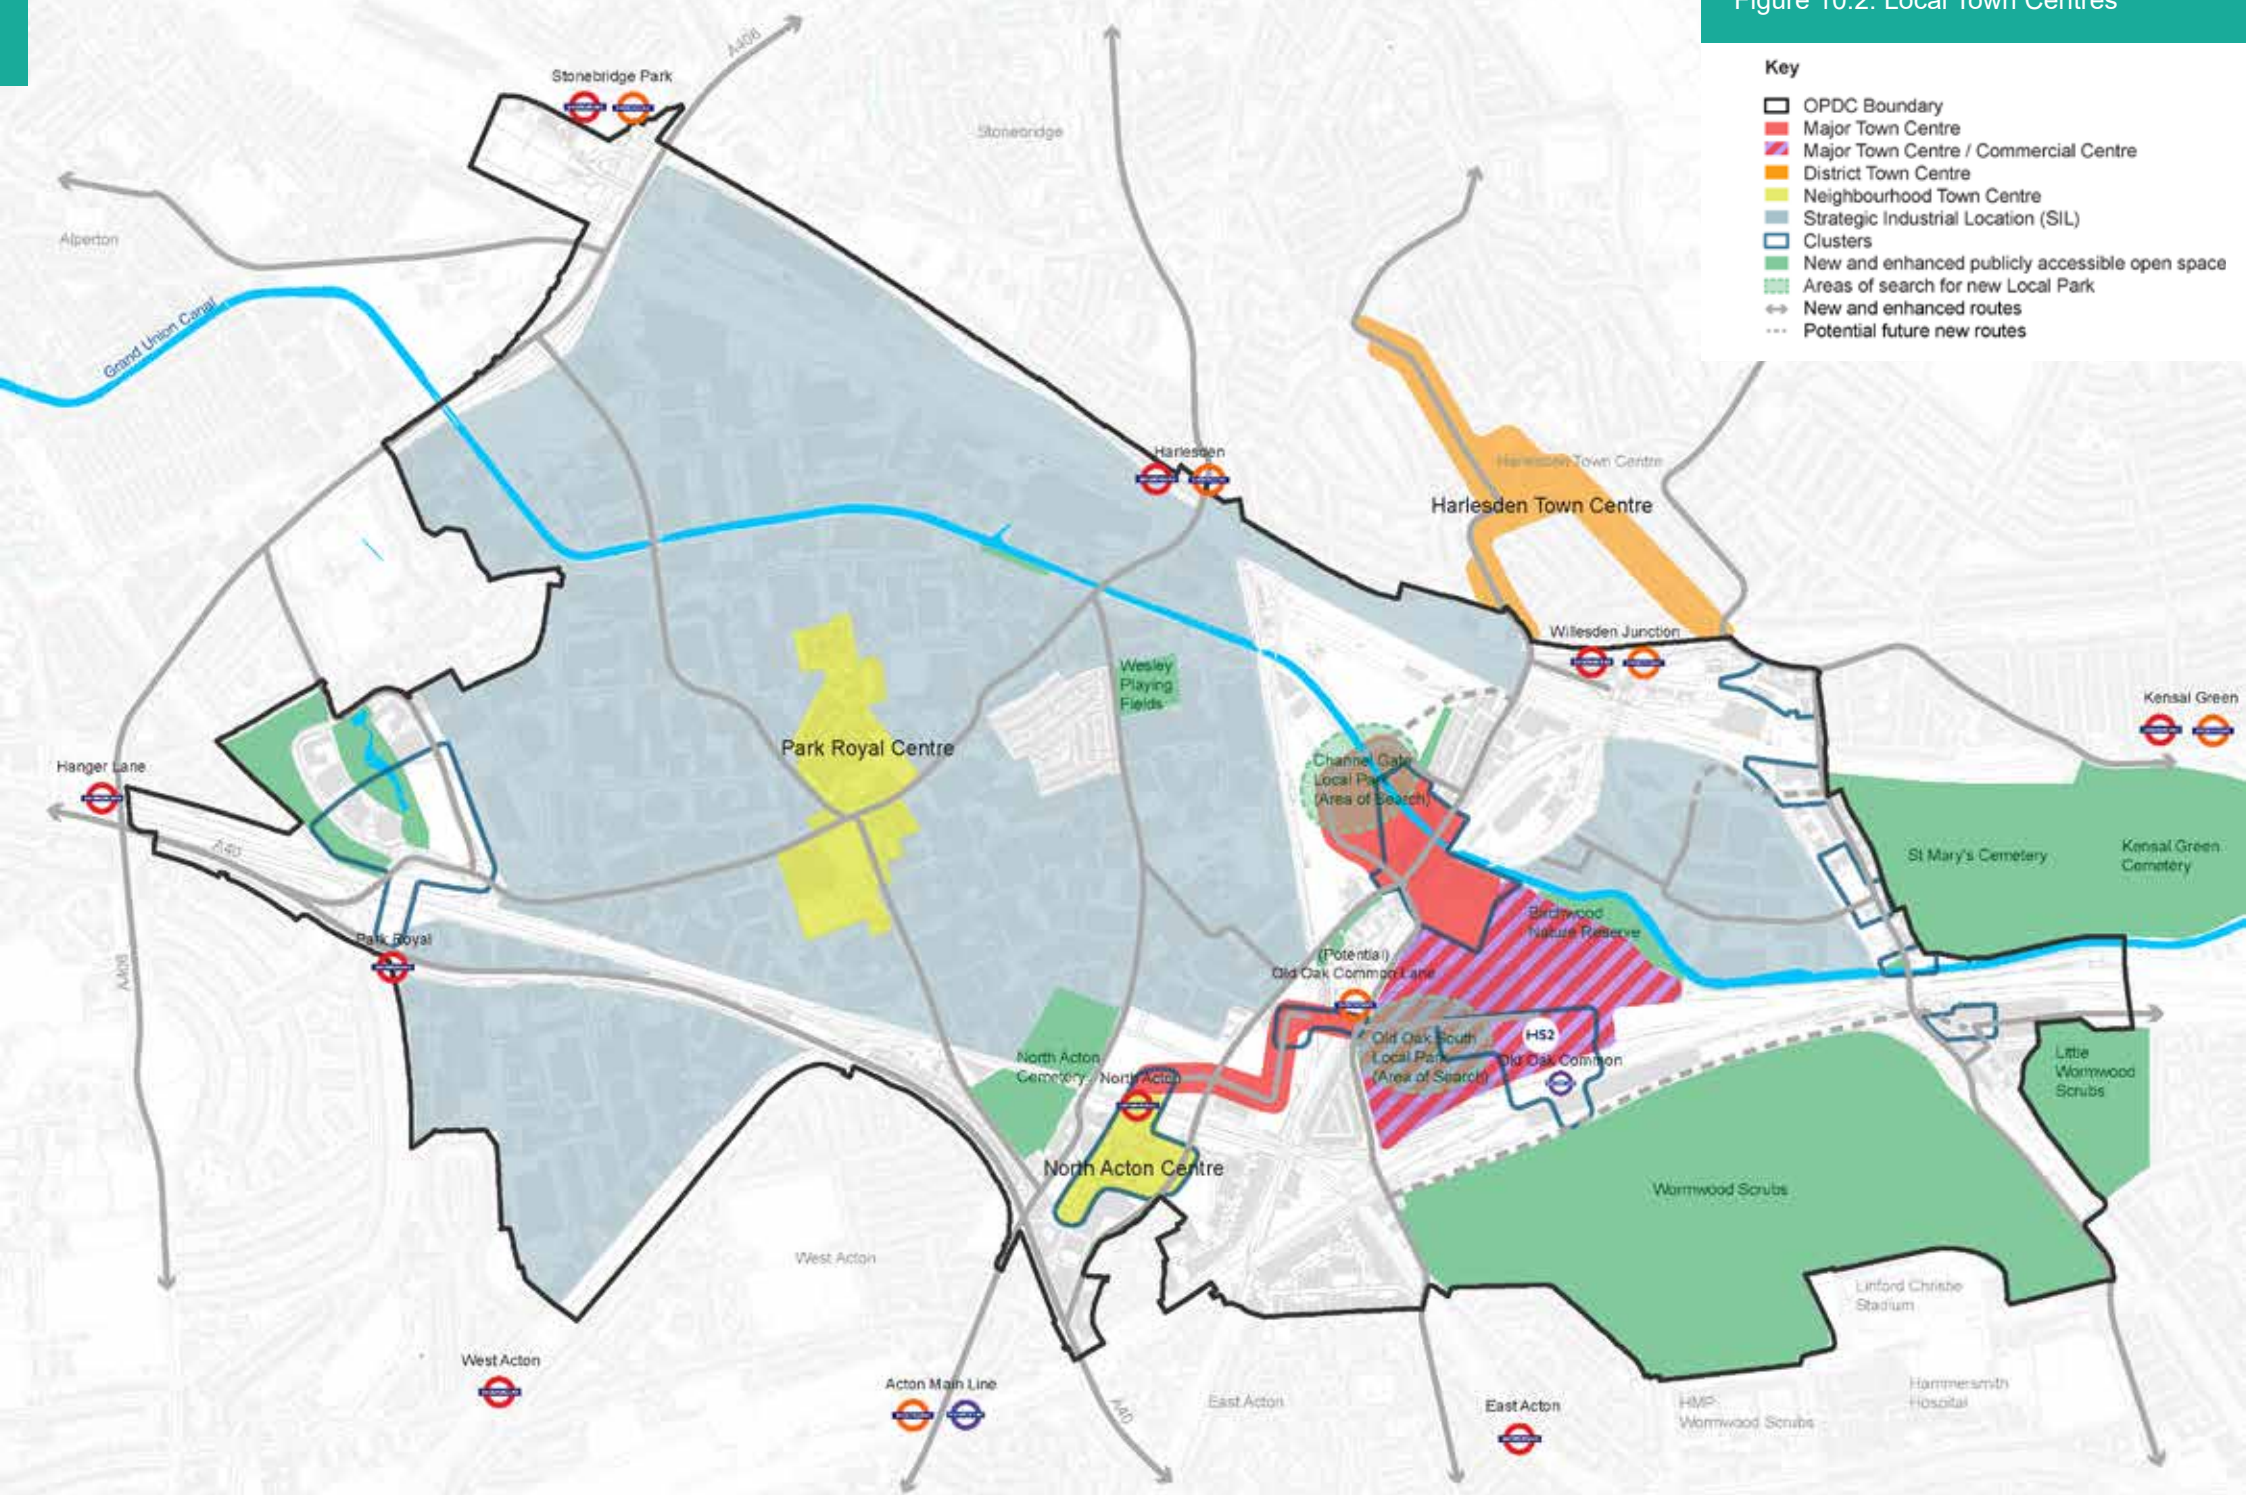 Figure 10.2: Local Town Centres
Key
OPDC Boundary
Major Town Centre
Major Town Centre / Commercial Centre
District Town Centre
Neighbourhood Town Centre
Strategic Industrial Location (SIL)
Clusters
New and enhanced publicly accessible open space
Areas of search for new Local Park
New and enhanced routes
Potential future new routes
A406
Stonebridge Park
Stonebridge
Alperton
Grand Union Canal
Harlesden
Harlesden Town Centre
Harlesden Town Centre
Willesden Junction
Wesley
Playing
Fields
Kensal Green
Park Royal Centre
Hanger Lane
Channel Gate
Local Park
(Area of Search)
A40
St Mary's Cemetery
Kensal Green
Cemetery
Birchwood
Nature Reserve
Park Royal
(Potential)
Old Oak Common Lane
A406
HS2
Old Oak South
Local Park
(Area of Search)
Old Oak Common
North Acton
Cemetery
North Acton
Little
Wormwood
Scrubs
North Acton Centre
Wormwood Scrubs
West Acton
Linford Christie
Stadium
West Acton
Acton Main Line
A40
East Acton
East Acton
HMP
Wormwood Scrubs
Hammersmith
Hospital